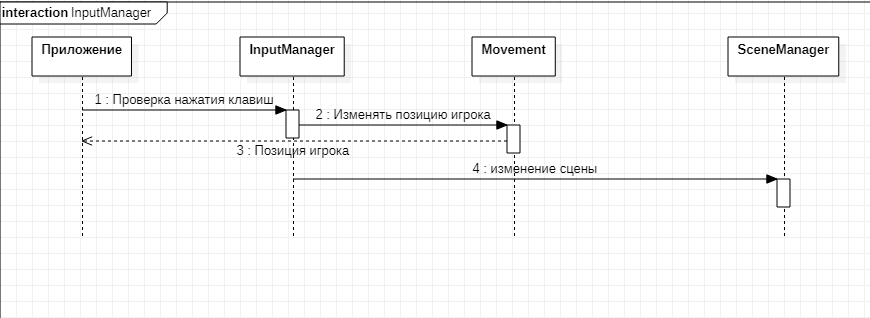 interaction InputManager
Приложение
InputManager
Movement
SceneManager
1 : Проверка нажатия клавиш
2 : Изменять позицию игрока
3 : Позиция игрока
4 : изменение сцены